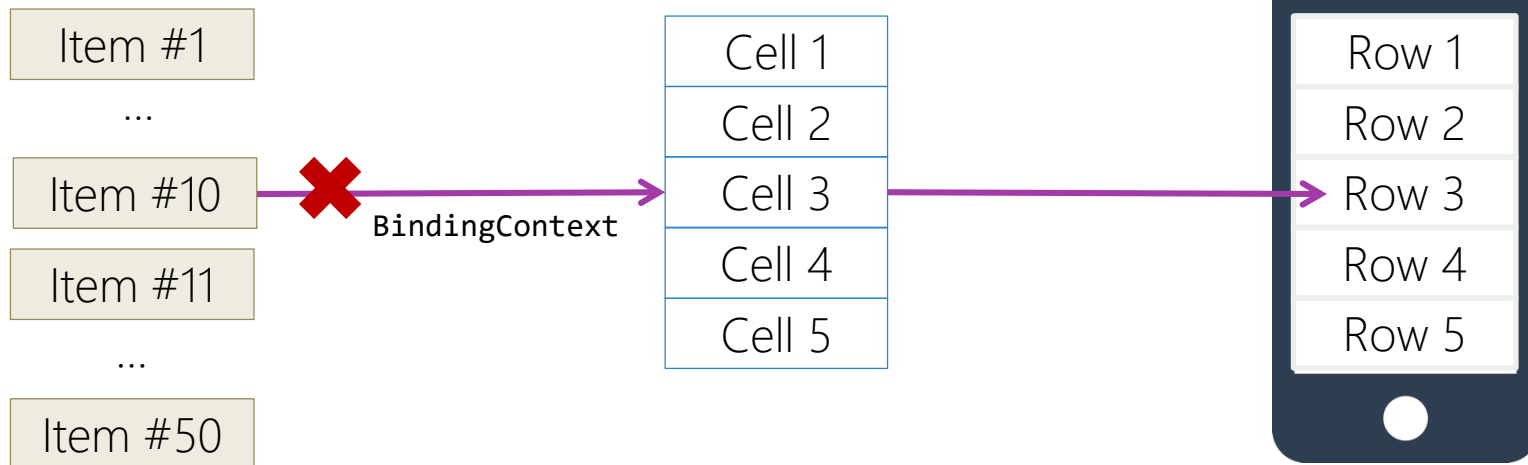 Item #1
...
Item #10
Item #11
...
Item #50
BindingContext
Cell 1
Cell 2
Cell 3
Cell 4
Cell 5
Row 1
Row 2
Row 3
Row 4
Row 5